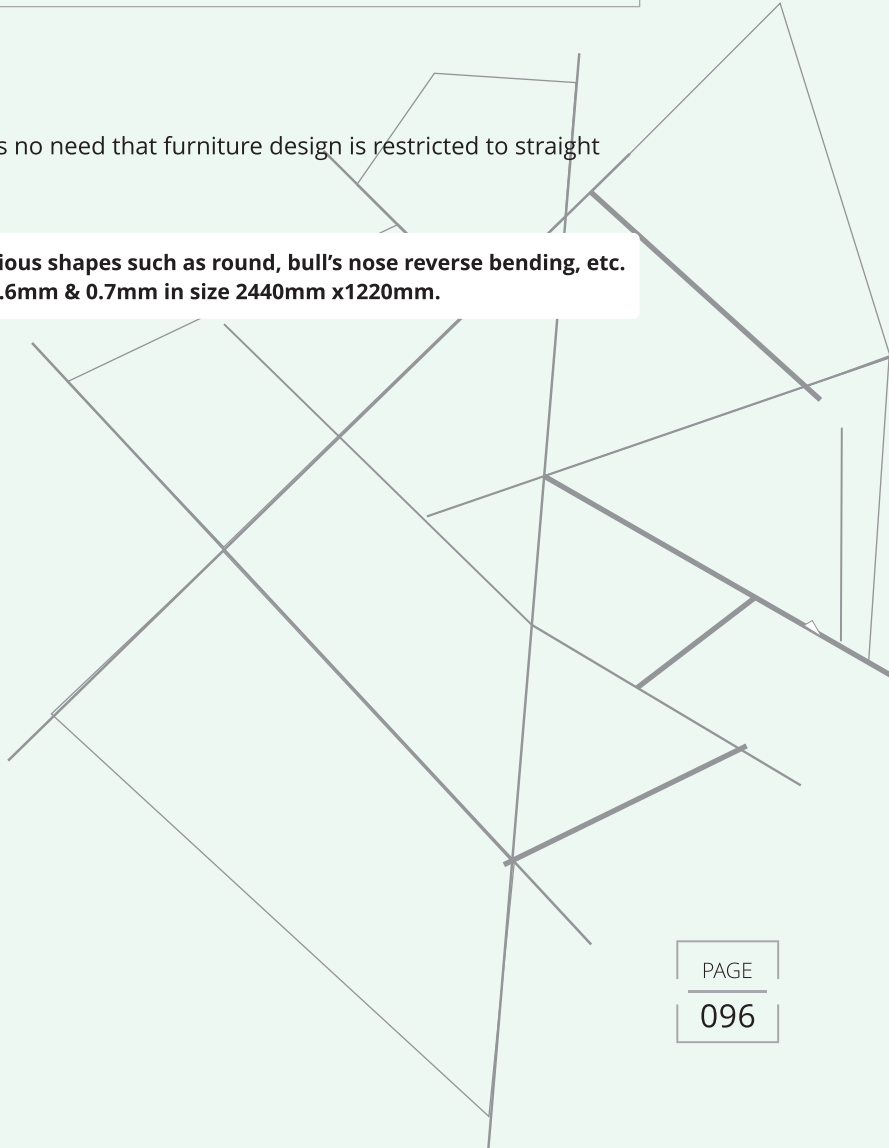 s no need that furniture design is restricted to straight
ious shapes such as round, bull’s nose reverse bending, etc.
.6mm & 0.7mm in size 2440mm x1220mm.
PAGE
096